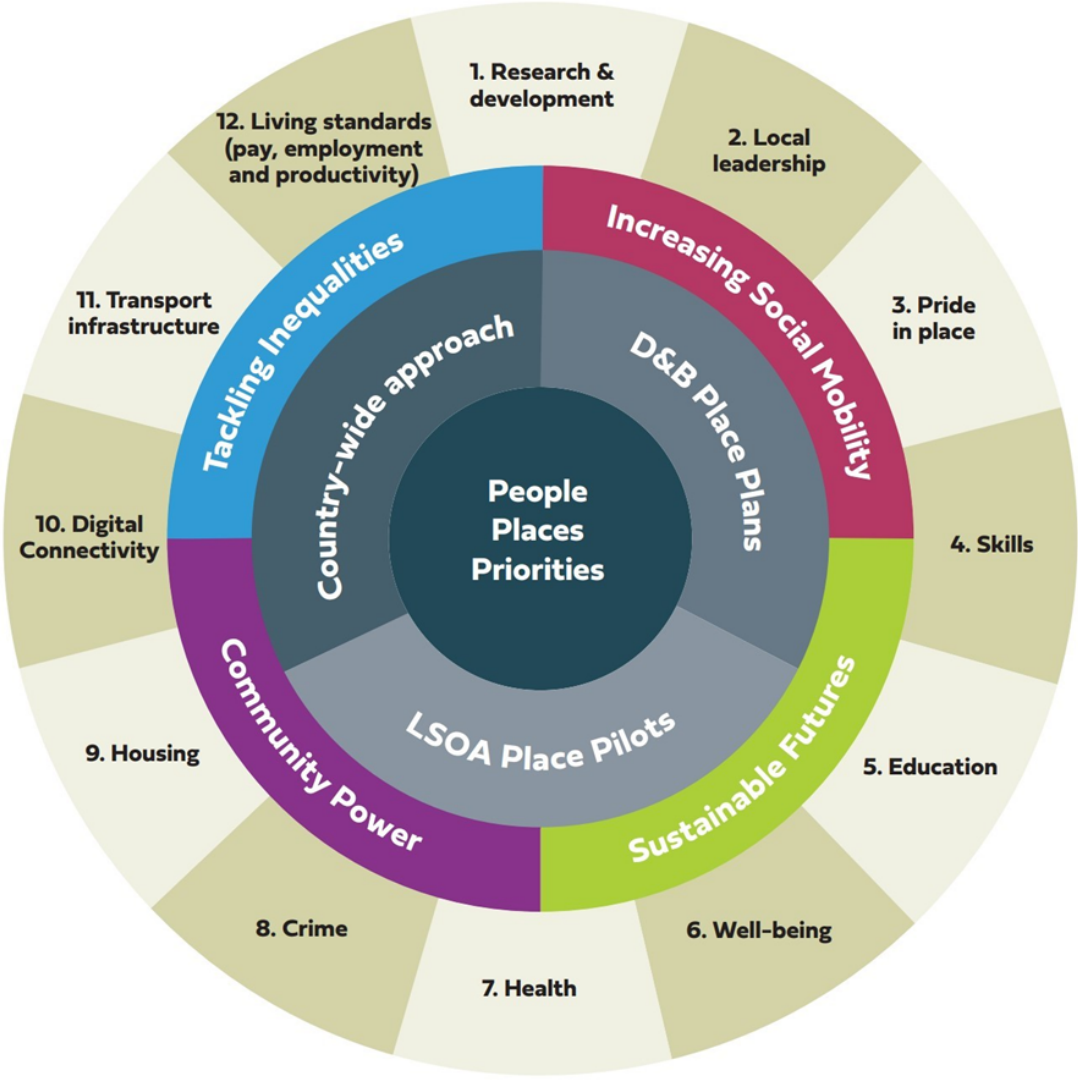 1. Research &
development
2. Local
leadership
3. Pride
in place
4. Skills
5. Education
6. Well-being
7. Health
8. Crime
9. Housing
10. Digital
Connectivity
11. Transport
infrastructure
12. Living standards
(pay, employment
and productivity)
Tackling Inequalities
Increasing Social Mobility
Sustainable Futures
Community Power
Country-wide approach
D&B Place Plans
LSOA Place Pilots
People
Places
Priorities